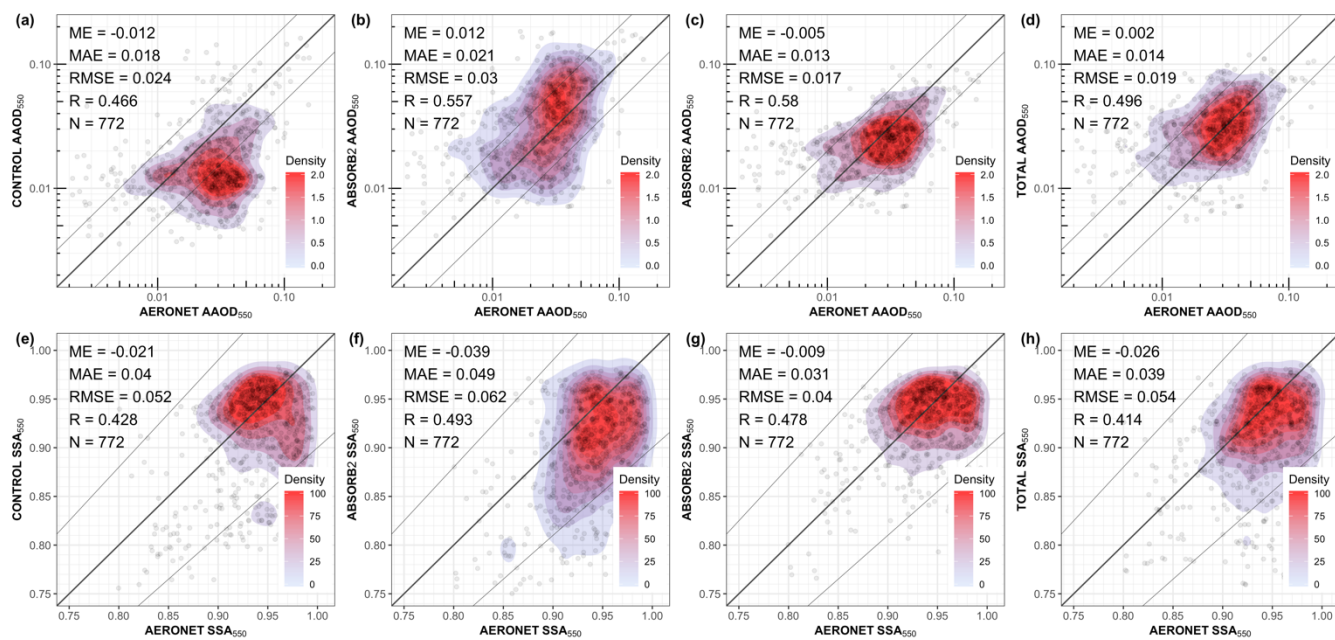 (a)
ME = -0.012
MAE = 0.018
RMSE = 0.024
R = 0.466
N = 772
Density
2.0
1.5
1.0
0.5
0.0
0.10
0.01
CONTROL AAOD550
0.01 0.10
AERONET AAOD550
(b)
ME = 0.012
MAE = 0.021
RMSE = 0.03
R = 0.557
N = 772
Density
2.0
1.5
1.0
0.5
0.0
0.10
0.01
ABSORB2 AAOD550
0.01 0.10
AERONET AAOD550
(c)
ME = -0.005
MAE = 0.013
RMSE = 0.017
R = 0.58
N = 772
Density
2.0
1.5
1.0
0.5
0.0
0.10
0.01
ABSORB2 AAOD550
0.01 0.10
AERONET AAOD550
(d)
ME = 0.002
MAE = 0.014
RMSE = 0.019
R = 0.496
N = 772
Density
2.0
1.5
1.0
0.5
0.0
0.10
0.01
TOTAL AAOD550
0.01 0.10
AERONET AAOD550
(e)
ME = -0.021
MAE = 0.04
RMSE = 0.052
R = 0.428
N = 772
Density
100
75
50
25
0
1.00
0.95
0.90
0.85
0.80
0.75
CONTROL SSA550
0.75 0.80 0.85 0.90 0.95 1.00
AERONET SSA550
(f)
ME = -0.039
MAE = 0.049
RMSE = 0.062
R = 0.493
N = 772
Density
100
75
50
25
0
1.00
0.95
0.90
0.85
0.80
0.75
ABSORB2 SSA550
0.75 0.80 0.85 0.90 0.95 1.00
AERONET SSA550
(g)
ME = -0.009
MAE = 0.031
RMSE = 0.04
R = 0.478
N = 772
Density
100
75
50
25
0
1.00
0.95
0.90
0.85
0.80
0.75
ABSORB2 SSA550
0.75 0.80 0.85 0.90 0.95 1.00
AERONET SSA550
(h)
ME = -0.026
MAE = 0.039
RMSE = 0.054
R = 0.414
N = 772
Density
100
75
50
25
0
1.00
0.95
0.90
0.85
0.80
0.75
TOTAL SSA550
0.75 0.80 0.85 0.90 0.95 1.00
AERONET SSA550